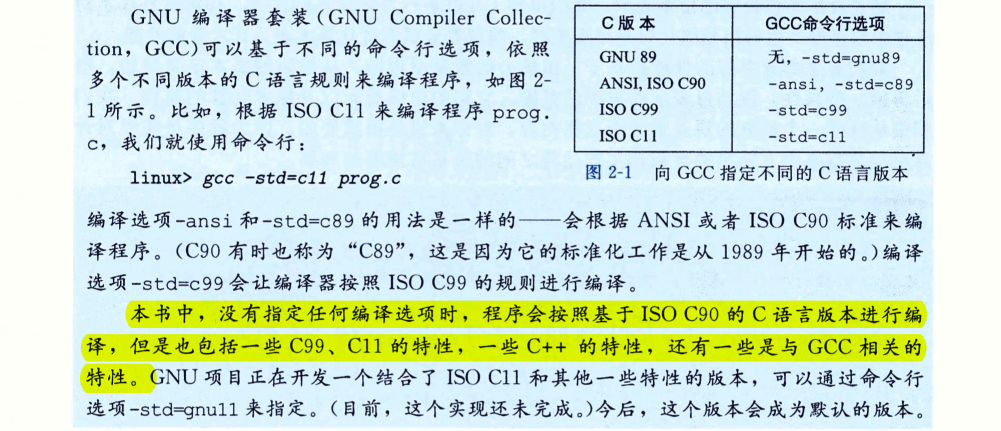 GNU 编译器套装(GNU Compiler Collec-
tion,GCC)可以基于不同的命令行选项,依照
多个不同版本的 C 语言规则来编译程序,如图 2-
1 所示。比如,根据 ISO C11 来编译程序 prog.
c,我们就使用命令行:
linux> gcc -std=c11 prog.c
C 版本 GCC命令行选项
GNU 89 无,-std=gnu89
ANSI, ISO C90 -ansi, -std=c89
ISO C99 -std=c99
ISO C11 -std=c11
图 2-1 向 GCC 指定不同的 C 语言版本
编译选项-ansi 和-std=c89 的用法是一样的——会根据 ANSI 或者 ISO C90 标准来编
译程序。(C90 有时也称为“C89”,这是因为它的标准化工作是从 1989 年开始的。)编译
选项-std=c99 会让编译器按照 ISO C99 的规则进行编译。
本书中,没有指定任何编译选项时,程序会按照基于 ISO C90 的 C 语言版本进行编
译,但是也包括一些 C99、C11 的特性,一些 C++ 的特性,还有一些是与 GCC 相关的
特性。GNU 项目正在开发一个结合了 ISO C11 和其他一些特性的版本,可以通过命令行
选项-std=gnu11 来指定。(目前,这个实现还未完成。)今后,这个版本会成为默认的版本。